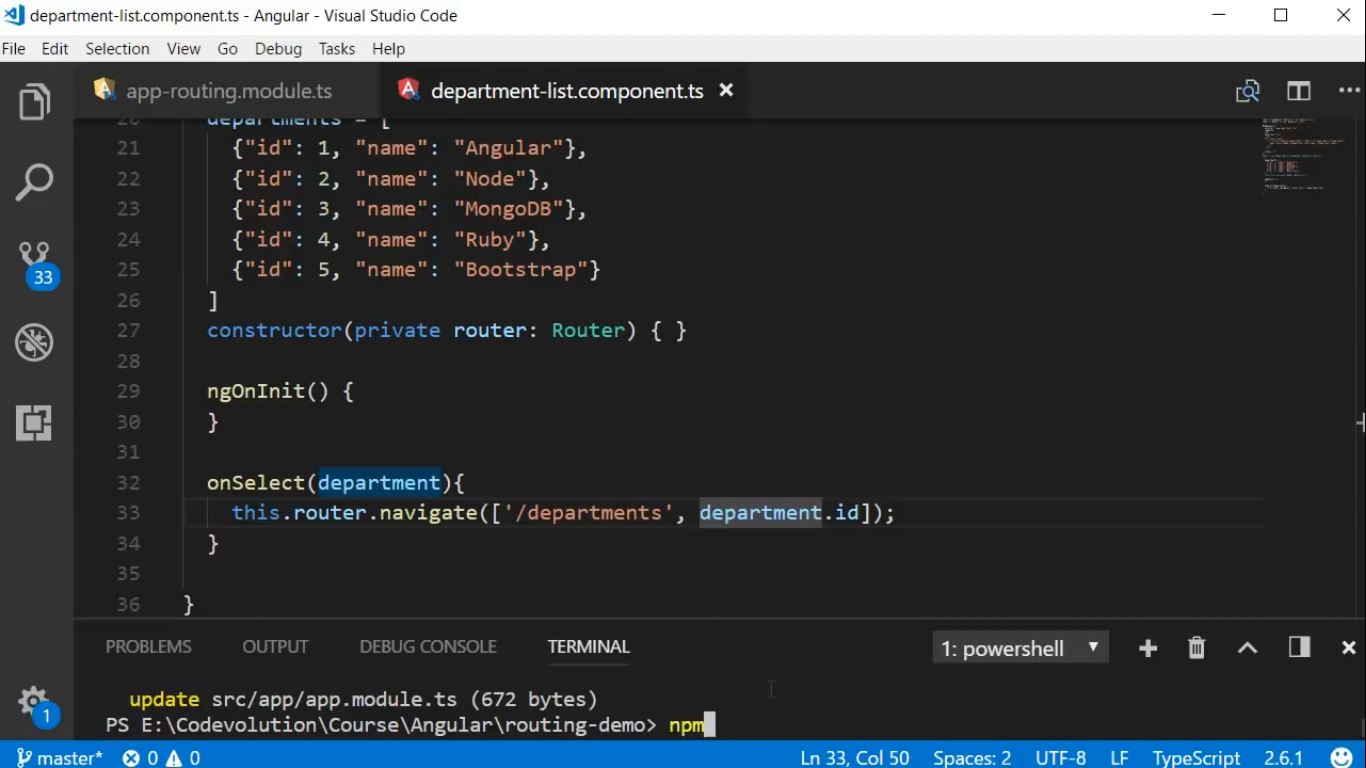 department-list.component.ts - Angular - Visual Studio Code
File Edit Selection View Go Debug Tasks Help
app-routing.module.ts department-list.component.ts
20 departments = [
21 {"id": 1, "name": "Angular"},
22 {"id": 2, "name": "Node"},
23 {"id": 3, "name": "MongoDB"},
24 {"id": 4, "name": "Ruby"},
25 {"id": 5, "name": "Bootstrap"}
26 ]
27 constructor(private router: Router) { }
28
29 ngOnInit() {
30 }
31
32 onSelect(department){
33 this.router.navigate(['/departments', department.id]);
34 }
35
36 }
33
1
PROBLEMS OUTPUT DEBUG CONSOLE TERMINAL 1: powershell
update src/app/app.module.ts (672 bytes)
PS E:\Codevolution\Course\Angular\routing-demo> npm
master* 0 0 Ln 33, Col 50 Spaces: 2 UTF-8 LF TypeScript 2.6.1